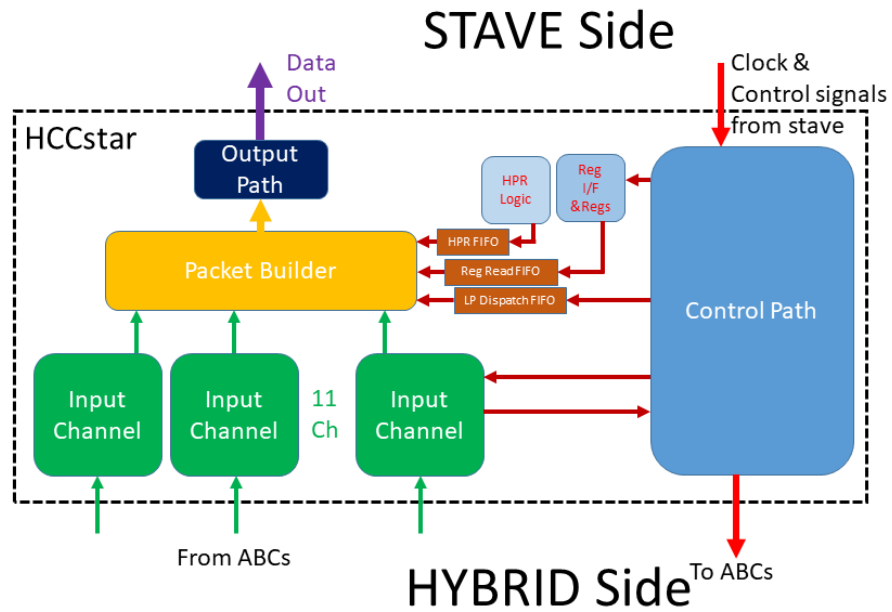 STAVE Side
Data
Out
Clock &
Control signals
from stave
HCCstar
Output
Path
HPR
Logic
Reg
I/F
&Regs
HPR FIFO
Packet Builder
Reg Read FIFO
LP Dispatch FIFO
Control Path
Input
Channel
Input
Channel
11
Ch
Input
Channel
From ABCs
HYBRID Side
To ABCs